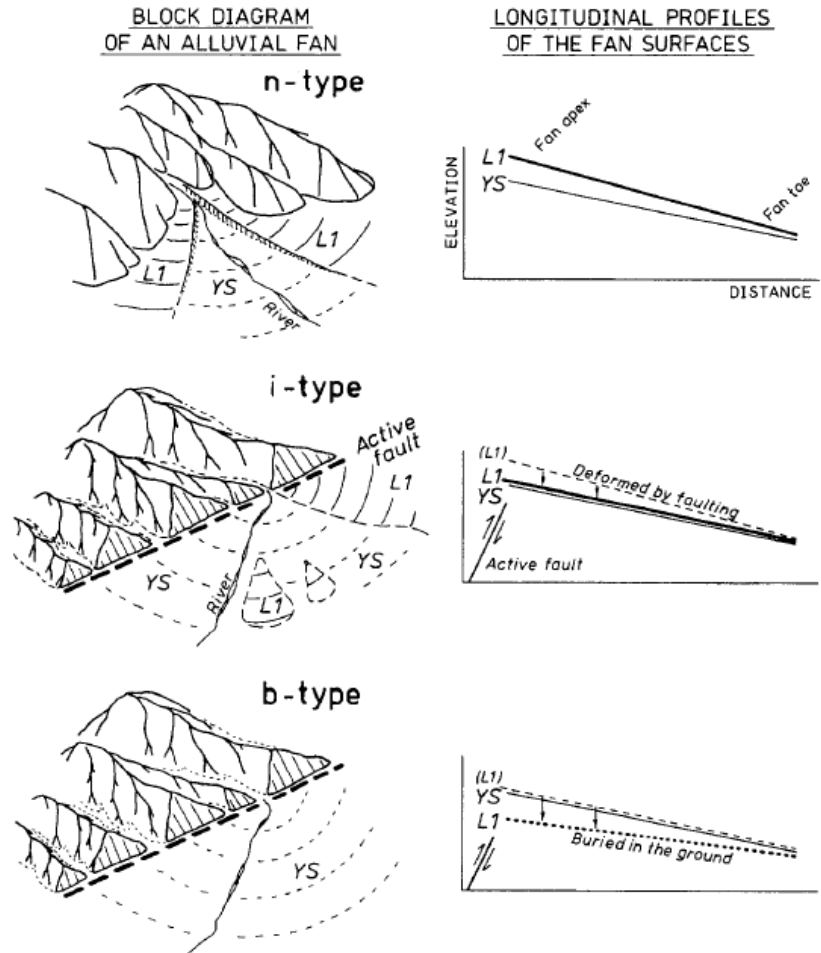 BLOCK DIAGRAM
OF AN ALLUVIAL FAN
LONGITUDINAL PROFILES
OF THE FAN SURFACES
n-type
L1
L1
YS
River
ELEVATION
L1
YS
Fan apex
Fan toe
DISTANCE
i-type
Active
fault
L1
YS
YS
River
L1
(L1)
L1
YS
Deformed by faulting
Active fault
b-type
YS
(L1)
YS
L1
Buried in the ground